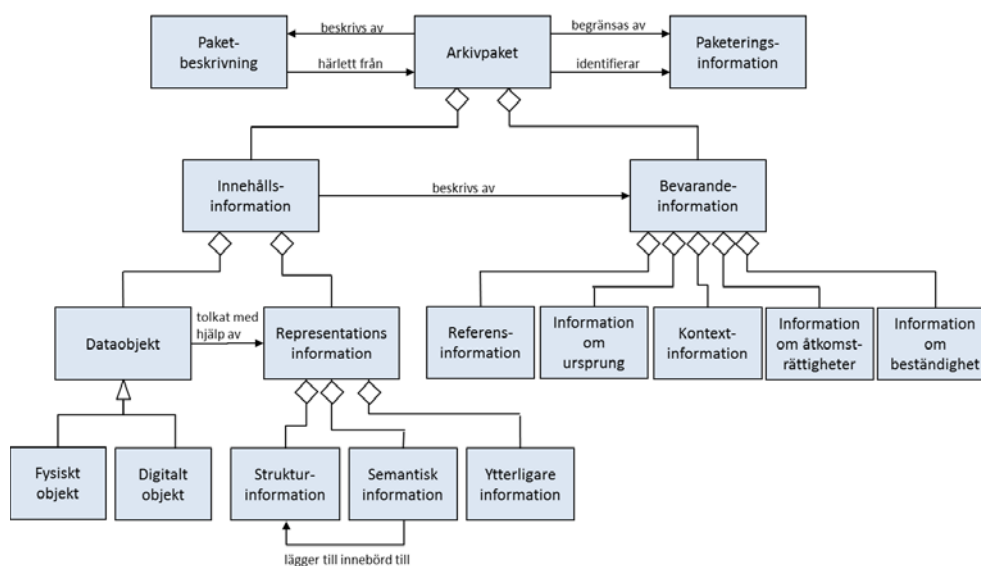 Paket-
beskrivning
beskrivs av
härlett från
Arkivpaket
begränsas av
identifierar
Paketerings-
information
Innehålls-
information
beskrivs av
Bevarande-
information
Dataobjekt
tolkat med
hjälp av
Representations
information
Referens-
information
Information
om
ursprung
Kontext-
information
Information
om åtkomst-
rättigheter
Information
om
beständighet
Fysiskt
objekt
Digitalt
objekt
Struktur-
information
Semantisk
information
Ytterligare
information
lägger till innebörd till